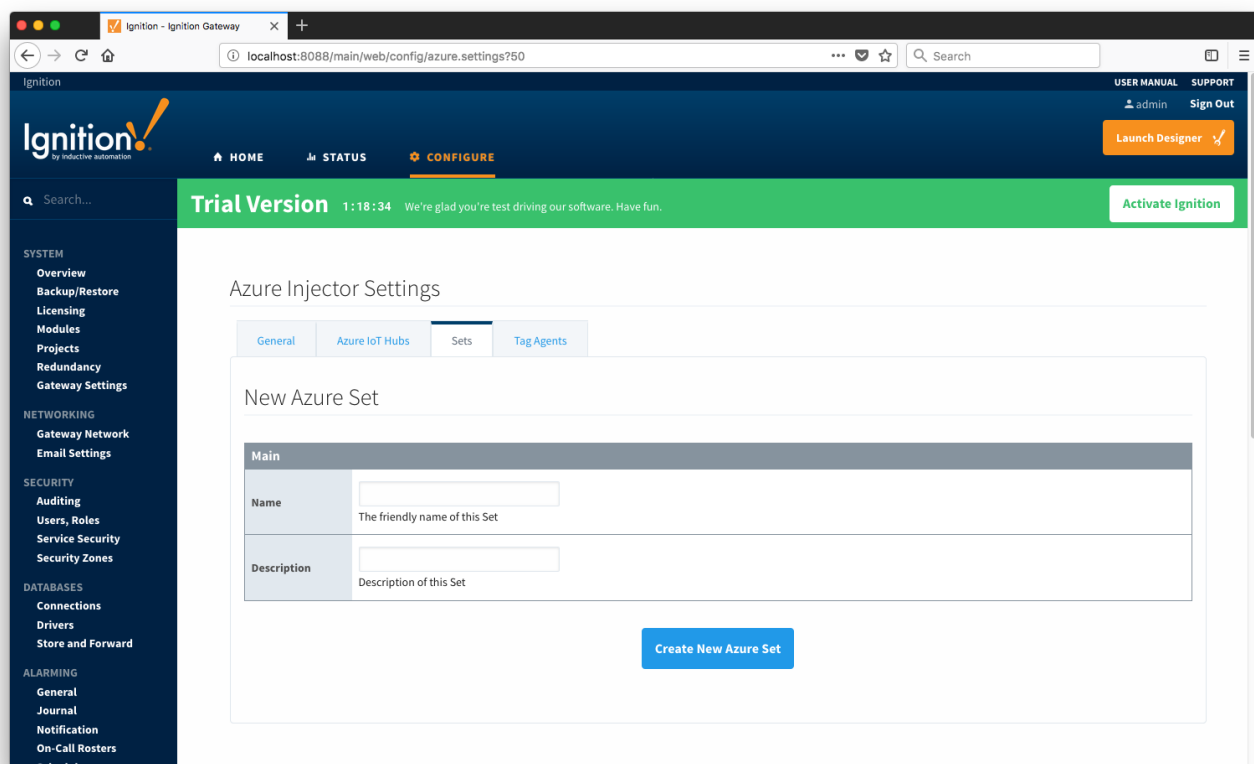 Ignition - Ignition Gateway
localhost:8088/main/web/config/azure.settings?50
Search
Ignition
USER MANUAL SUPPORT
admin Sign Out
Ignition!
by inductive automation
Launch Designer
HOME STATUS CONFIGURE
Search...
Trial Version 1:18:34 We're glad you're test driving our software. Have fun.
Activate Ignition
SYSTEM
Overview
Backup/Restore
Licensing
Modules
Projects
Redundancy
Gateway Settings
NETWORKING
Gateway Network
Email Settings
SECURITY
Auditing
Users, Roles
Service Security
Security Zones
DATABASES
Connections
Drivers
Store and Forward
ALARMING
General
Journal
Notification
On-Call Rosters
Azure Injector Settings
General Azure IoT Hubs Sets Tag Agents
New Azure Set
Main
Name
The friendly name of this Set
Description
Description of this Set
Create New Azure Set